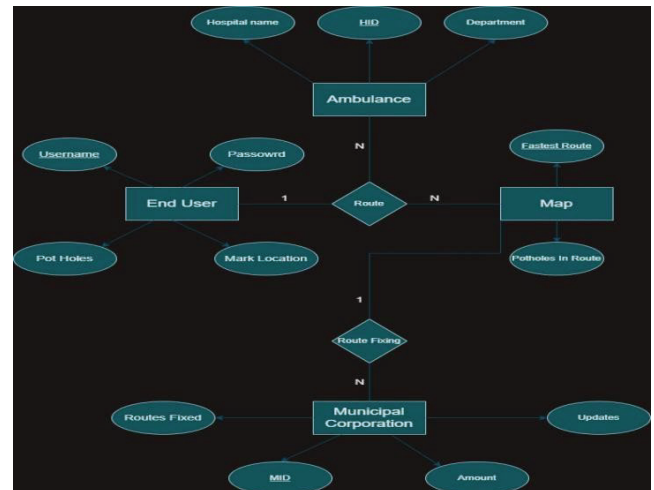 Hospital name
HID
Department
Ambulance
N
Username
Passowrd
Fastest Route
End User
1
Route
N
Map
Pot Holes
Mark Location
Potholes In Route
1
Route Fixing
N
Routes Fixed
Municipal
Corporation
Updates
MID
Amount